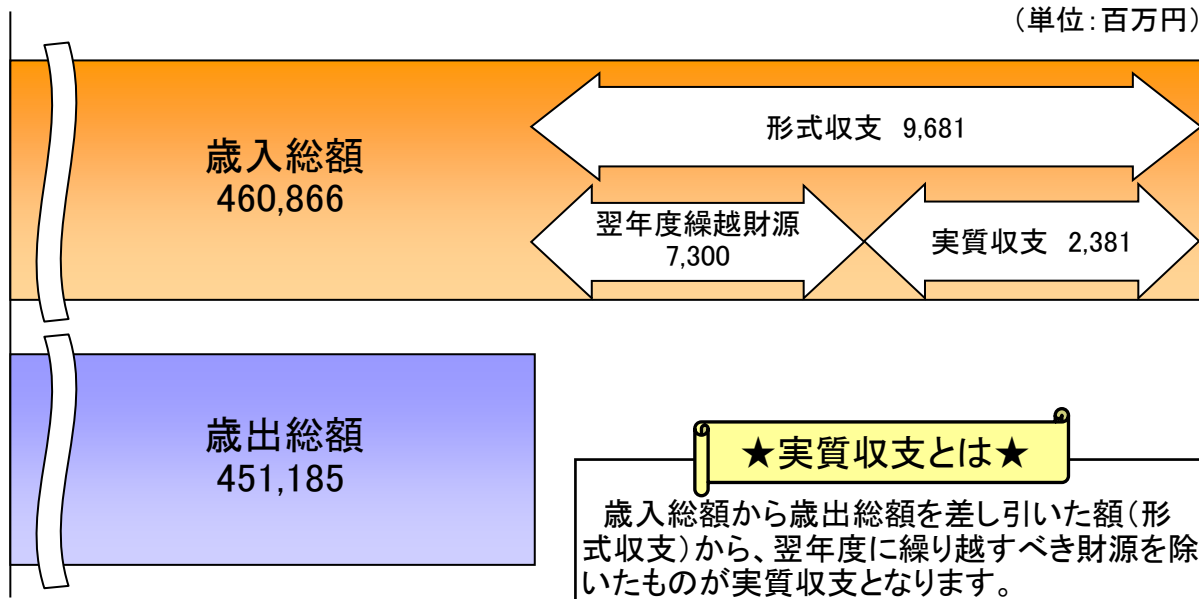 (単位:百万円)
歳入総額
460,866
形式収支 9,681
翌年度繰越財源
7,300
実質収支 2,381
歳出総額
451,185
★実質収支とは★
歳入総額から歳出総額を差し引いた額(形
式収支)から、翌年度に繰り越すべき財源を除
いたものが実質収支となります。